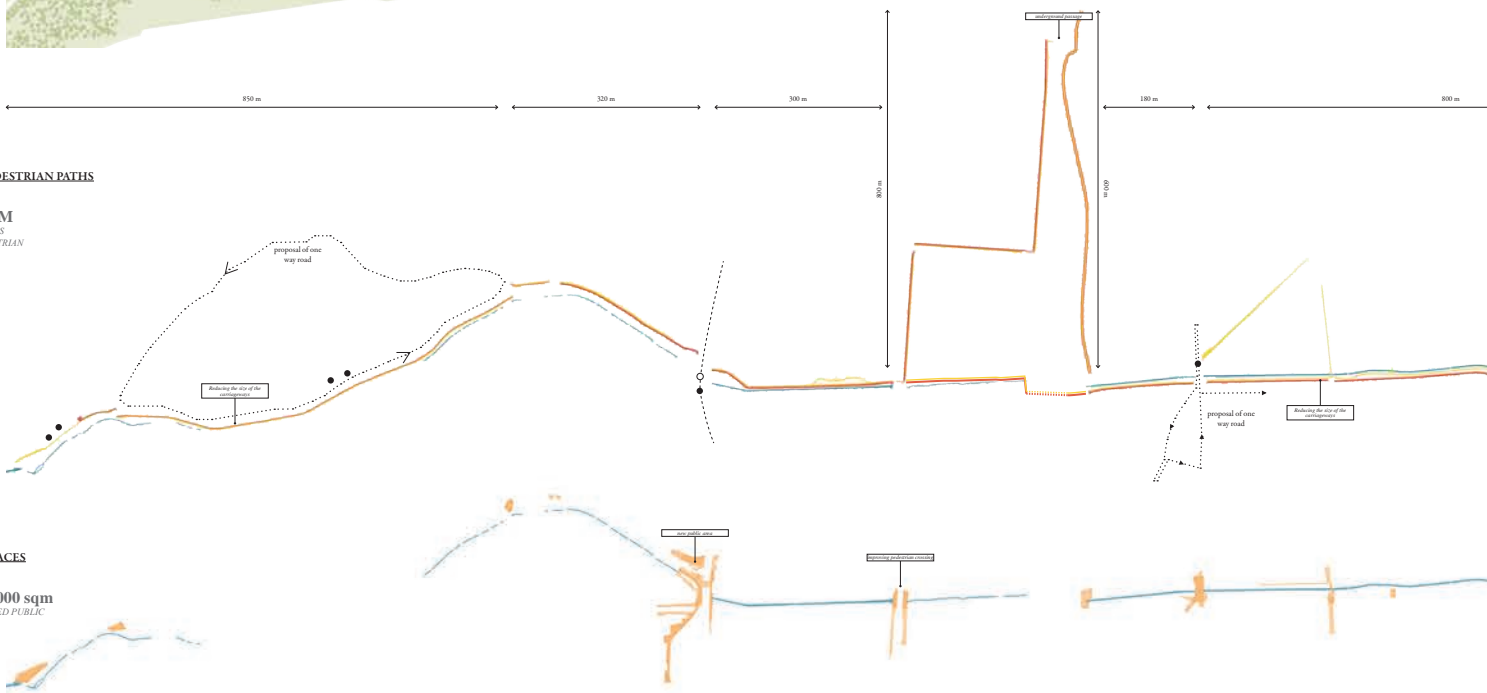 underground passage
850 m
320 m
300 m
180 m
800 m
DESTRIAN PATHS
800 m
600 m
M
S
TRIAN
proposal of one
way road
Reducing the size of the
carriageways
proposal of one
way road
Reducing the size of the
carriageways
new public area
improving pedestrian crossing
ACES
000 sqm
ED PUBLIC